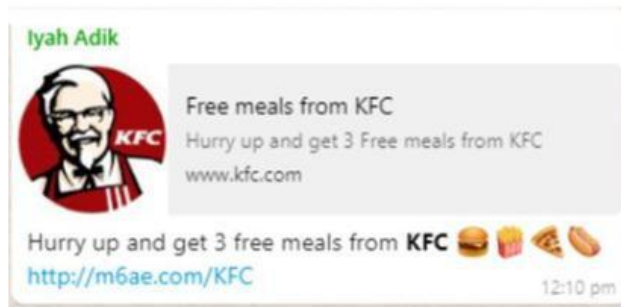 Iyah Adik
KFC
Free meals from KFC
Hurry up and get 3 Free meals from KFC
www.kfc.com
Hurry up and get 3 free meals from KFC 🍔🍟🍕🌭
http://m6ae.com/KFC
12:10 pm